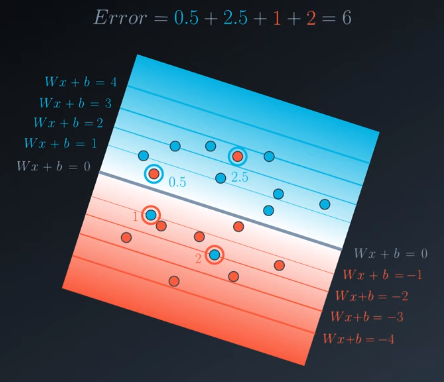 Error = 0.5 + 2.5 + 1 + 2 = 6
Wx + b = 4
Wx + b = 3
Wx + b = 2
Wx + b = 1
Wx + b = 0
0.5
2.5
1
2
Wx + b = 0
Wx + b = -1
Wx+b = -2
Wx+b = -3
Wx+b = -4